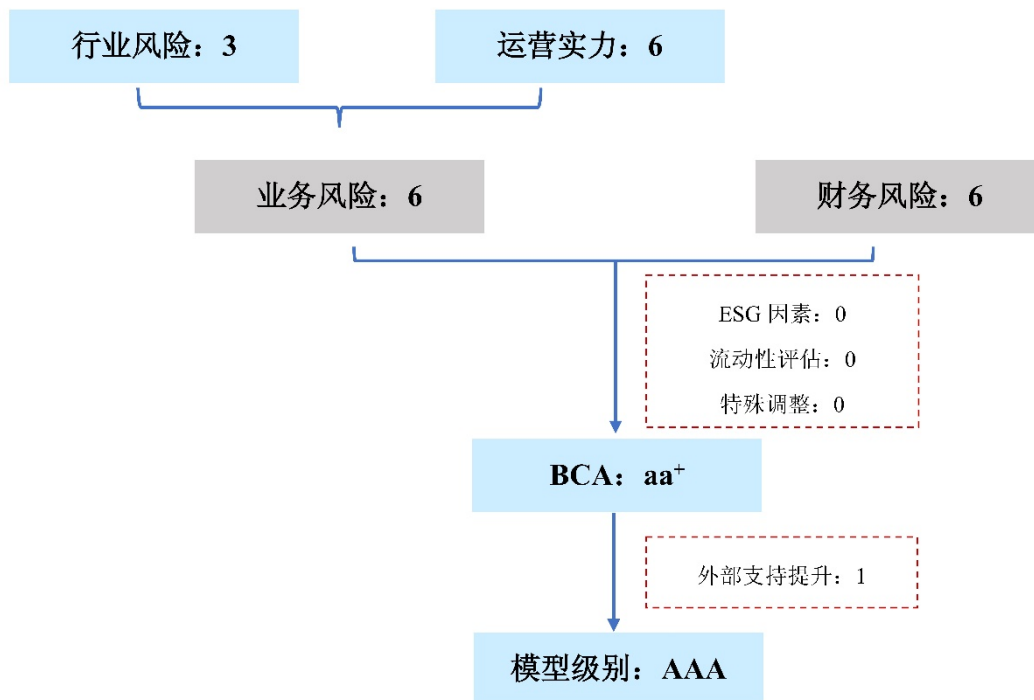 行业风险：3
运营实力：6
业务风险：6
财务风险：6
ESG 因素：0
流动性评估：0
特殊调整：0
BCA：aa⁺
外部支持提升：1
模型级别：AAA